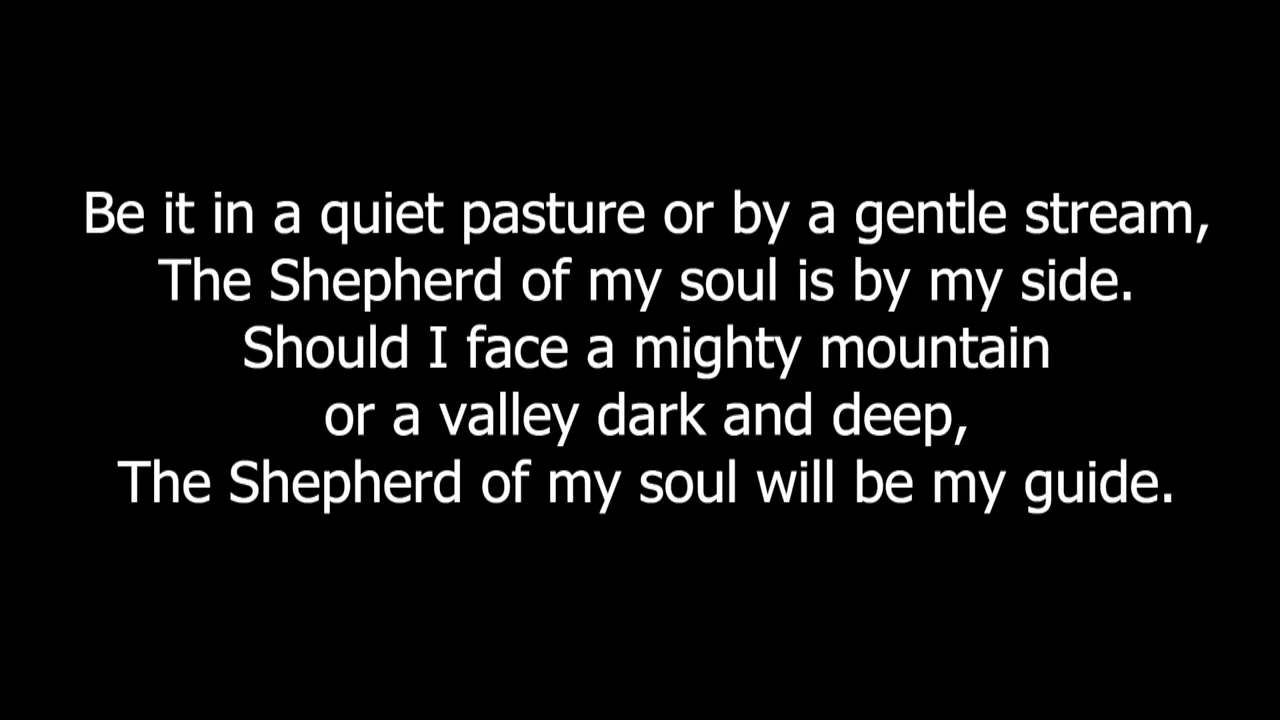 Be it in a quiet pasture or by a gentle stream,
The Shepherd of my soul is by my side.
Should I face a mighty mountain
or a valley dark and deep,
The Shepherd of my soul will be my guide.